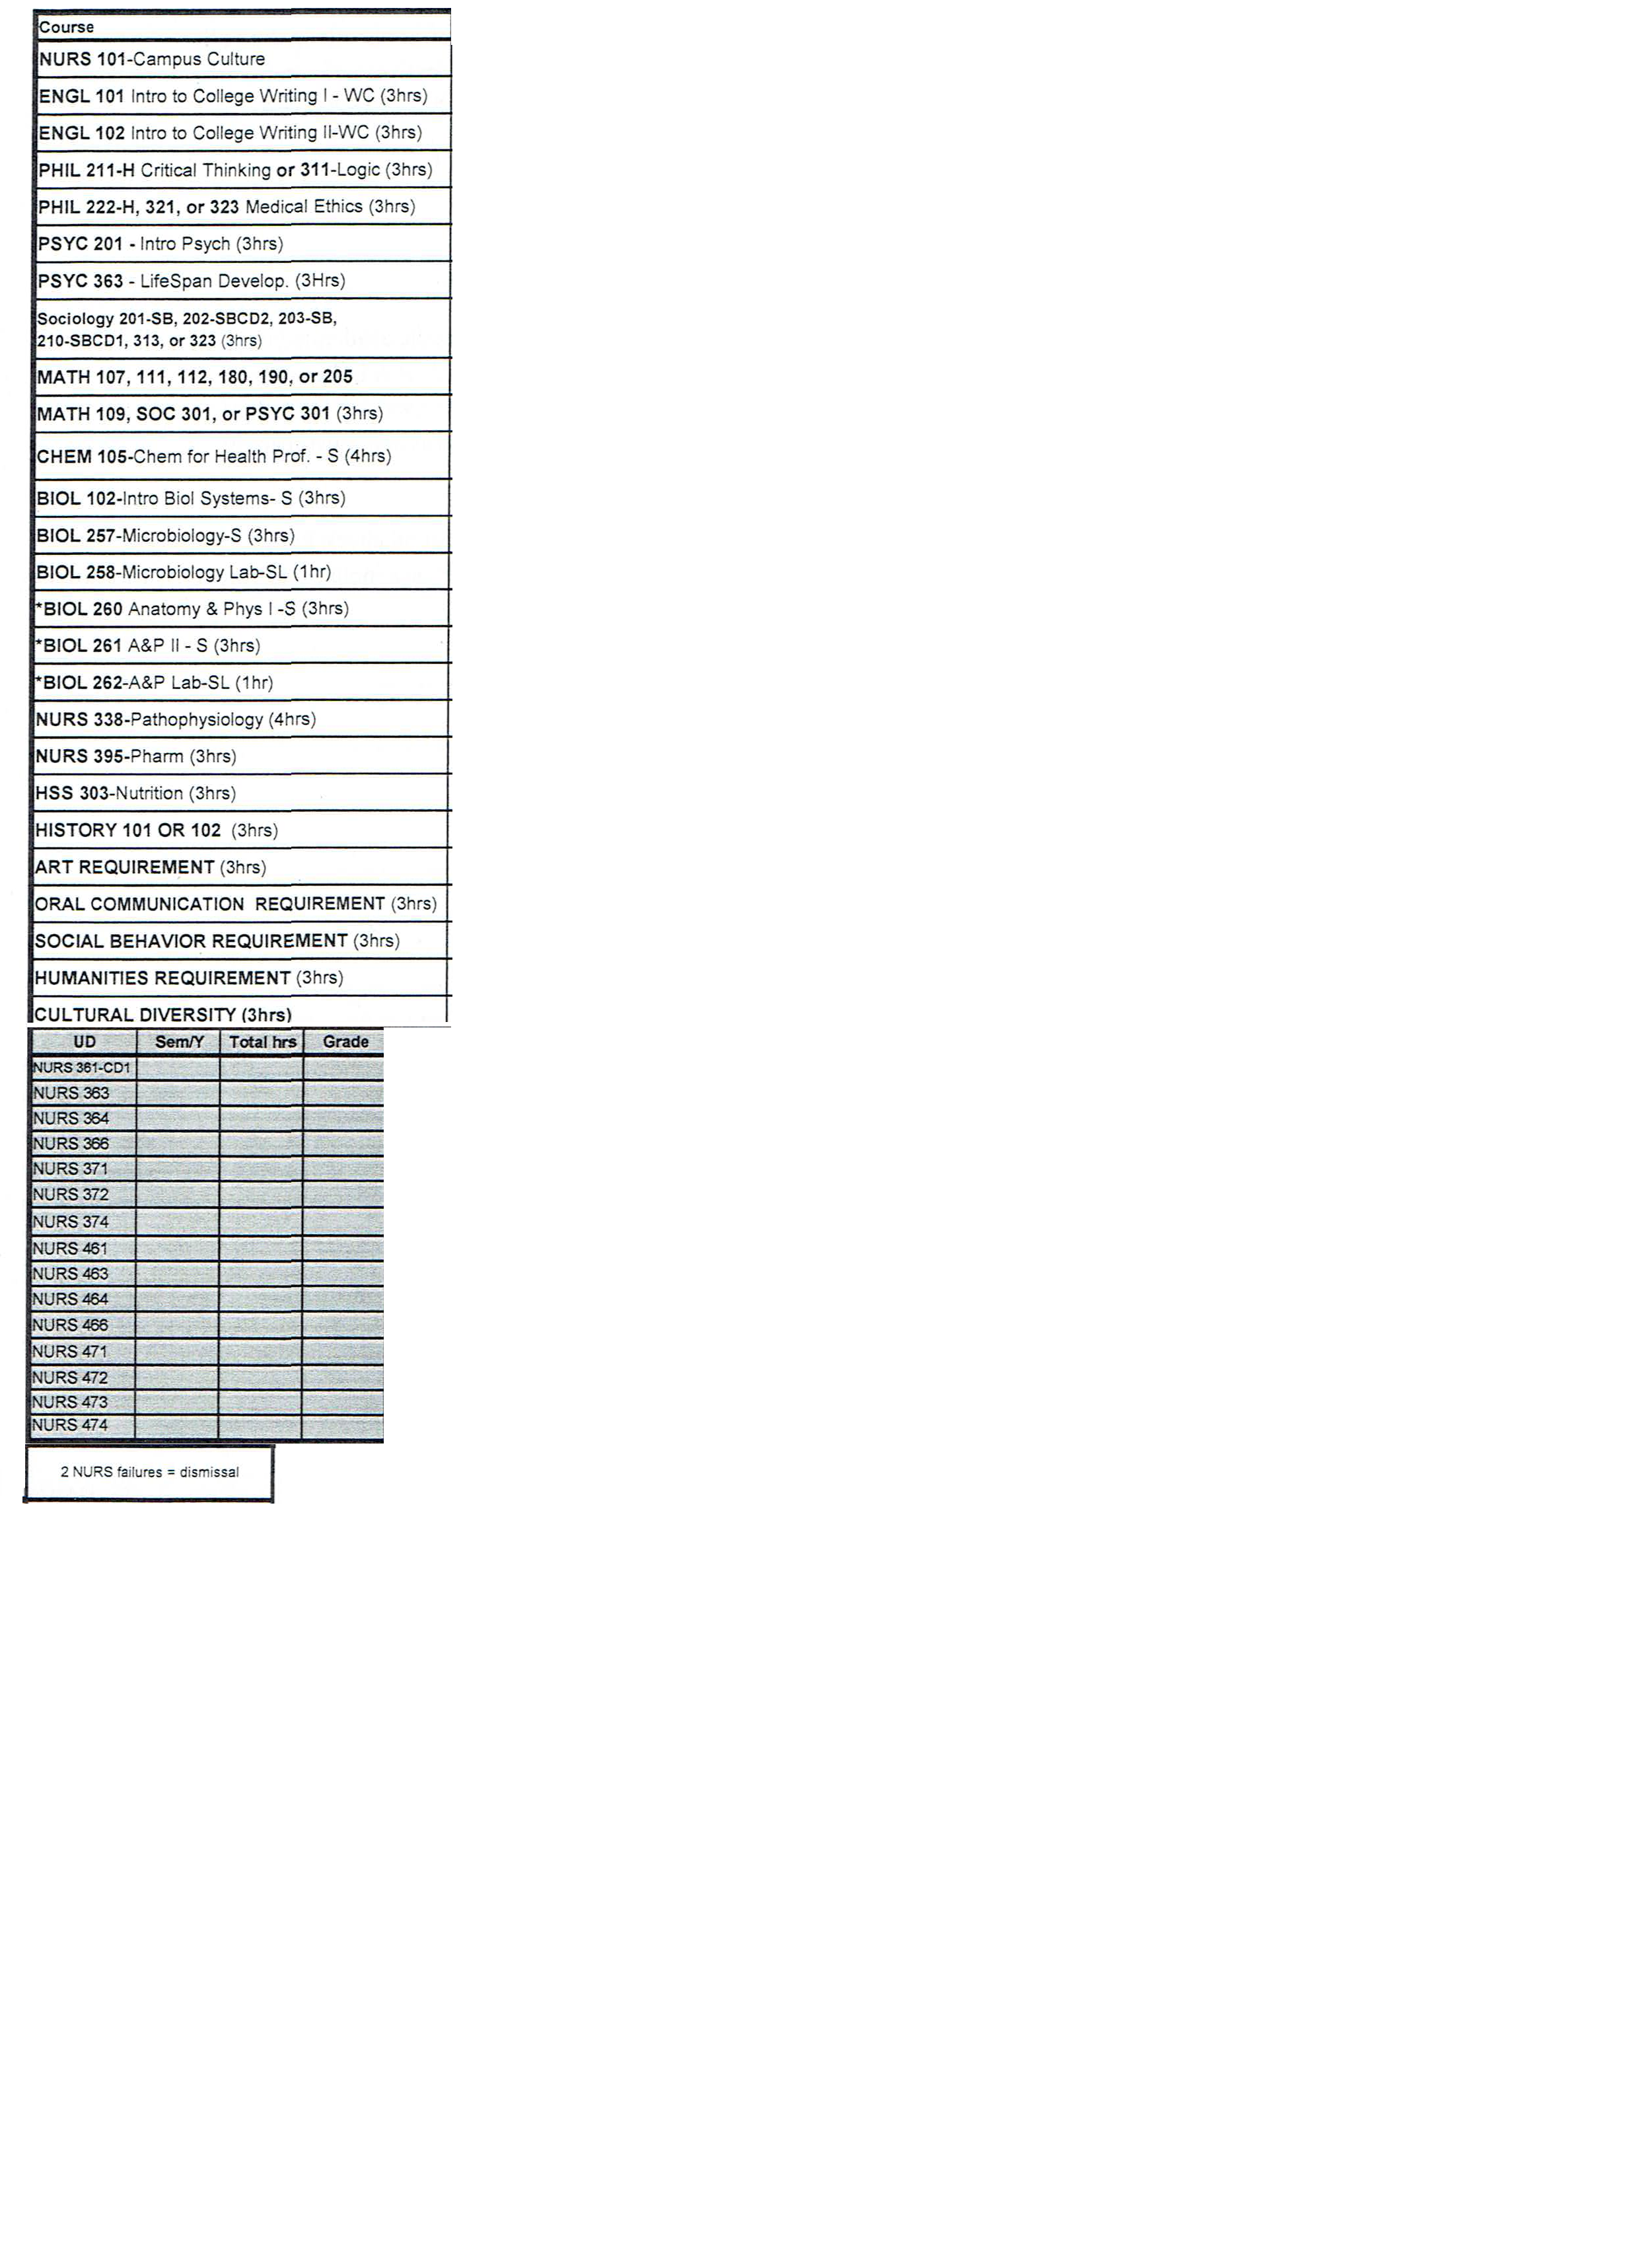 Course
NURS 101-Campus Culture
ENGL 101 Intro to College Writing I - WC (3hrs)
ENGL 102 Intro to College Writing II-WC (3hrs)
PHIL 211-H Critical Thinking or 311-Logic (3hrs)
PHIL 222-H, 321, or 323 Medical Ethics (3hrs)
PSYC 201 - Intro Psych (3hrs)
PSYC 363 - LifeSpan Develop. (3Hrs)
Sociology 201-SB, 202-SBCD2, 203-SB,
210-SBCD1, 313, or 323 (3hrs)
MATH 107, 111, 112, 180, 190, or 205
MATH 109, SOC 301, or PSYC 301 (3hrs)
CHEM 105-Chem for Health Prof. - S (4hrs)
BIOL 102-Intro Biol Systems- S (3hrs)
BIOL 257-Microbiology-S (3hrs)
BIOL 258-Microbiology Lab-SL (1hr)
*BIOL 260 Anatomy & Phys I -S (3hrs)
*BIOL 261 A&P II - S (3hrs)
*BIOL 262-A&P Lab-SL (1hr)
NURS 338-Pathophysiology (4hrs)
NURS 395-Pharm (3hrs)
HSS 303-Nutrition (3hrs)
HISTORY 101 OR 102 (3hrs)
ART REQUIREMENT (3hrs)
ORAL COMMUNICATION REQUIREMENT (3hrs)
SOCIAL BEHAVIOR REQUIREMENT (3hrs)
HUMANITIES REQUIREMENT (3hrs)
CULTURAL DIVERSITY (3hrs)
UD Sem/Y Total hrs Grade
NURS 361-CD1
NURS 363
NURS 364
NURS 366
NURS 371
NURS 372
NURS 374
NURS 461
NURS 463
NURS 464
NURS 466
NURS 471
NURS 472
NURS 473
NURS 474
2 NURS failures = dismissal